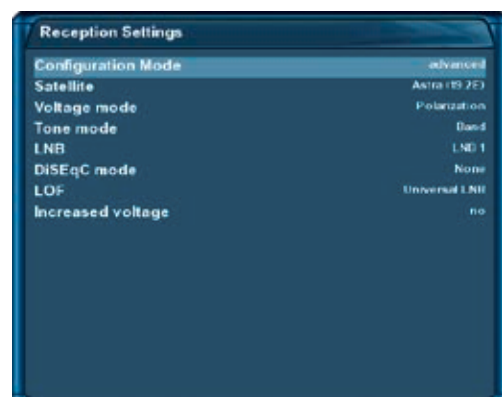 Reception Settings
Configuration Mode advanced
Satellite Astra (19.2E)
Voltage mode Polarization
Tone mode Band
LNB LNB 1
DiSEqC mode None
LOF Universal LNB
Increased voltage no